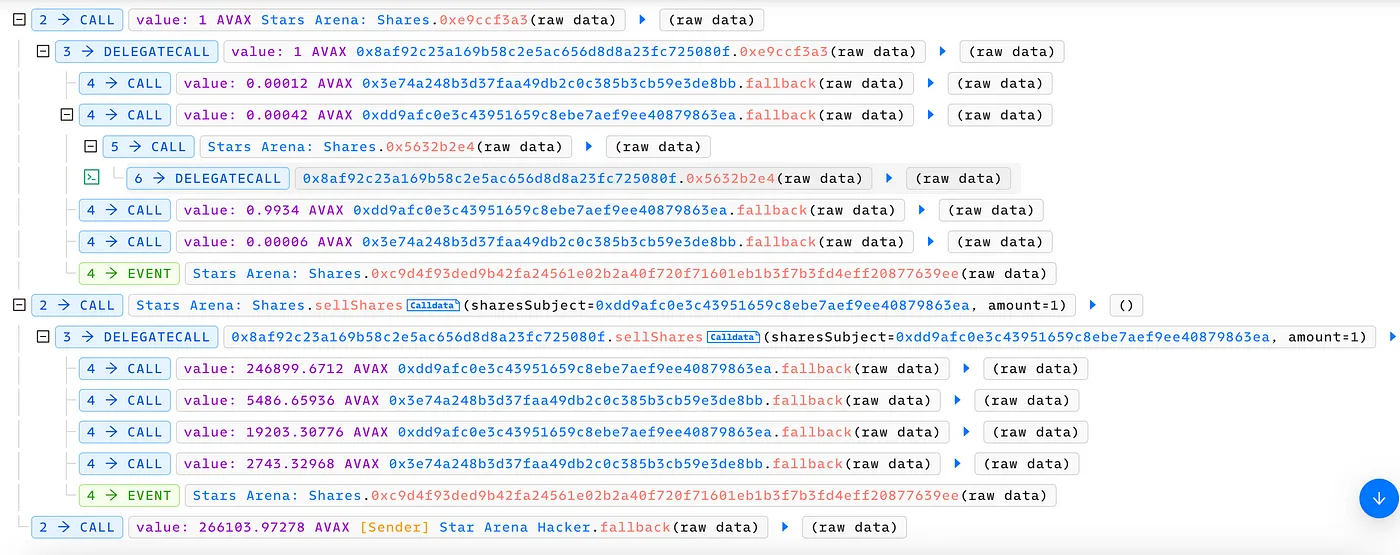 2 → CALL value: 1 AVAX Stars Arena: Shares.0xe9ccf3a3(raw data) (raw data)
3 → DELEGATECALL value: 1 AVAX 0x8af92c23a169b58c2e5ac656d8d8a23fc725080f.0xe9ccf3a3(raw data) (raw data)
4 → CALL value: 0.00012 AVAX 0x3e74a248b3d37faa49db2c0c385b3cb59e3de8bb.fallback(raw data) (raw data)
4 → CALL value: 0.00042 AVAX 0xdd9afc0e3c43951659c8ebe7aef9ee40879863ea.fallback(raw data) (raw data)
5 → CALL Stars Arena: Shares.0x5632b2e4(raw data) (raw data)
6 → DELEGATECALL 0x8af92c23a169b58c2e5ac656d8d8a23fc725080f.0x5632b2e4(raw data) (raw data)
4 → CALL value: 0.9934 AVAX 0xdd9afc0e3c43951659c8ebe7aef9ee40879863ea.fallback(raw data) (raw data)
4 → CALL value: 0.00006 AVAX 0x3e74a248b3d37faa49db2c0c385b3cb59e3de8bb.fallback(raw data) (raw data)
4 → EVENT Stars Arena: Shares.0xc9d4f93ded9b42fa24561e02b2a40f720f71601eb1b3f7b3fd4eff20877639ee(raw data)
2 → CALL Stars Arena: Shares.sellShares Calldata (sharesSubject=0xdd9afc0e3c43951659c8ebe7aef9ee40879863ea, amount=1) ()
3 → DELEGATECALL 0x8af92c23a169b58c2e5ac656d8d8a23fc725080f.sellShares Calldata (sharesSubject=0xdd9afc0e3c43951659c8ebe7aef9ee40879863ea, amount=1)
4 → CALL value: 246899.6712 AVAX 0xdd9afc0e3c43951659c8ebe7aef9ee40879863ea.fallback(raw data) (raw data)
4 → CALL value: 5486.65936 AVAX 0x3e74a248b3d37faa49db2c0c385b3cb59e3de8bb.fallback(raw data) (raw data)
4 → CALL value: 19203.30776 AVAX 0xdd9afc0e3c43951659c8ebe7aef9ee40879863ea.fallback(raw data) (raw data)
4 → CALL value: 2743.32968 AVAX 0x3e74a248b3d37faa49db2c0c385b3cb59e3de8bb.fallback(raw data) (raw data)
4 → EVENT Stars Arena: Shares.0xc9d4f93ded9b42fa24561e02b2a40f720f71601eb1b3f7b3fd4eff20877639ee(raw data)
2 → CALL value: 266103.97278 AVAX [Sender] Star Arena Hacker.fallback(raw data) (raw data)